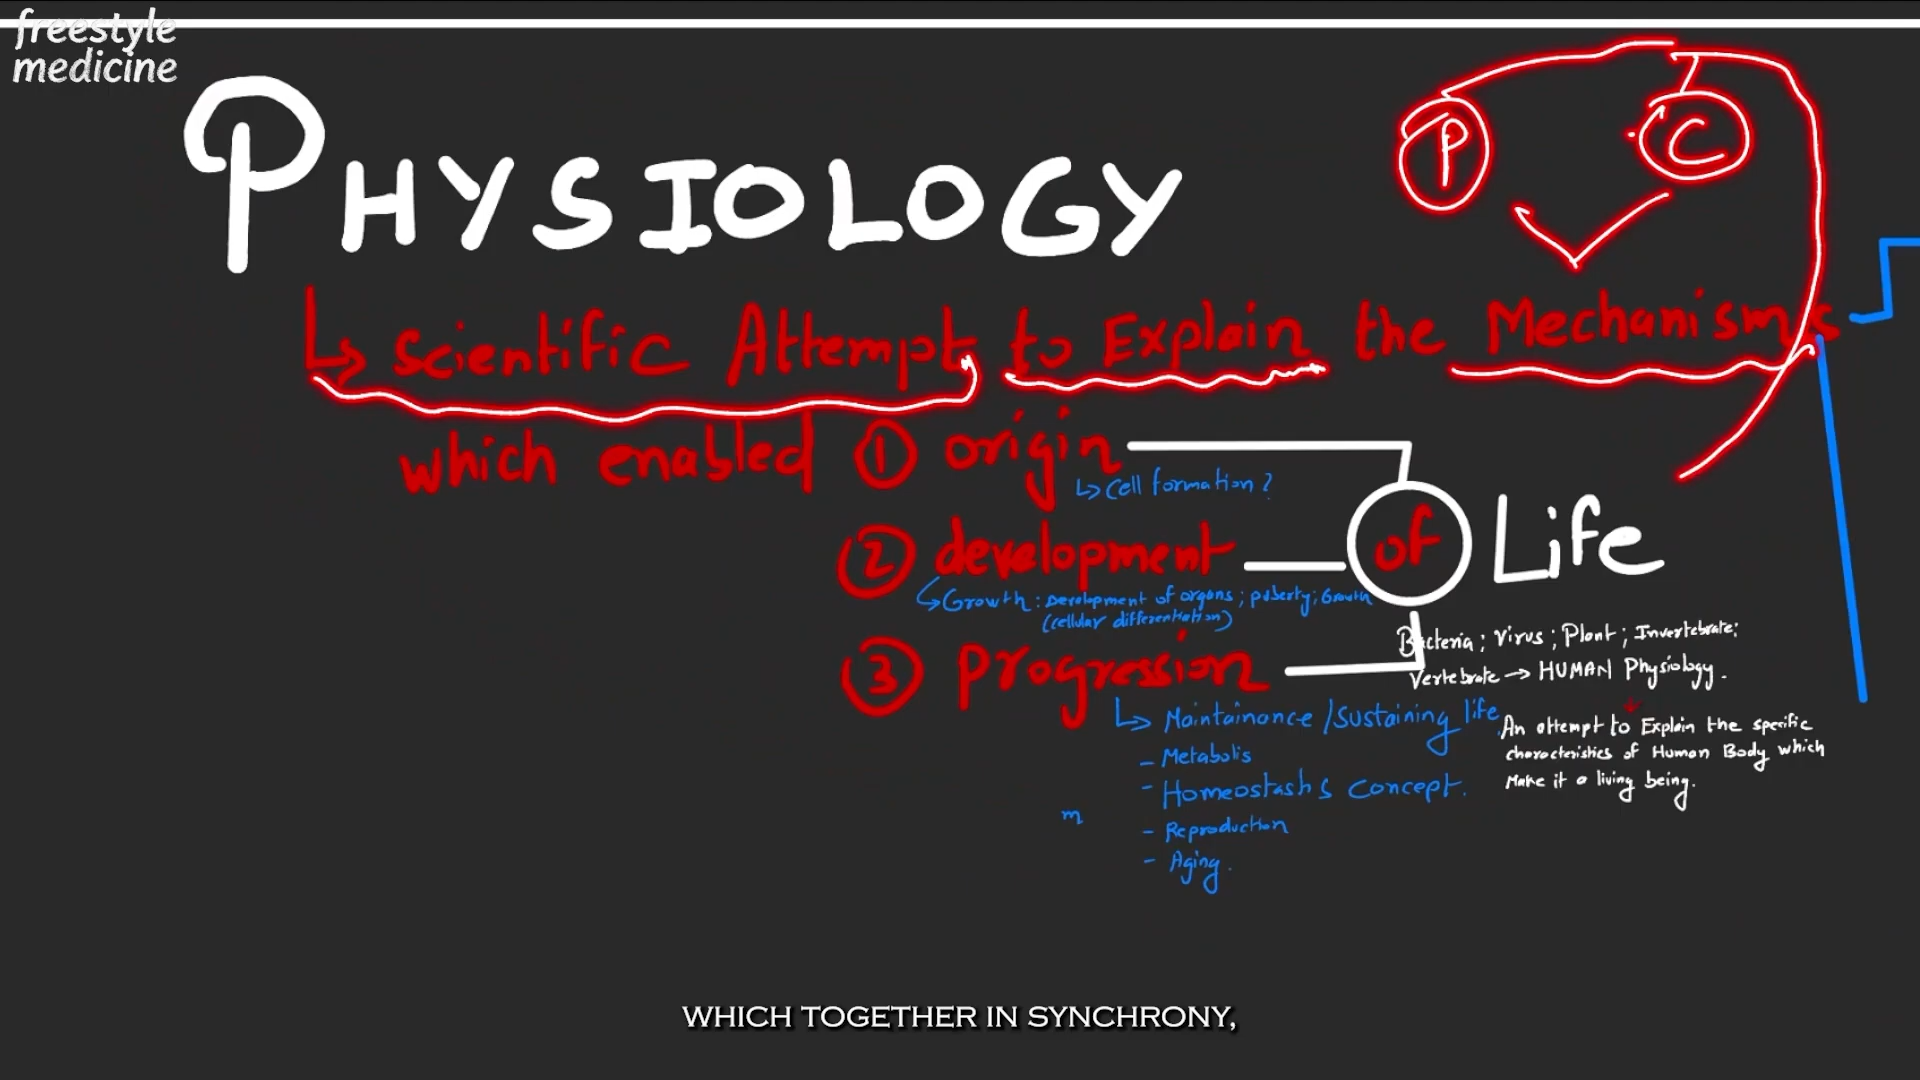 freestyle
medicine
PHYSIOLOGY
P
C
↳ Scientific Attempt to Explain the Mechanisms
which enabled ① origin
↳ Cell formation?
② development
of Life
↳ Growth: Development of organs; puberty; Growth
(cellular differentiation)
Bacteria; Virus; Plant; Invertebrate;
③ Progression
Vertebrate → HUMAN Physiology.
↳ Maintainance / Sustaining life
An attempt to Explain the specific
characteristics of Human Body which
Make it a living being.
- Metabolis
- Homeostasis Concept.
m
- Reproduction
- Aging.
WHICH TOGETHER IN SYNCHRONY,